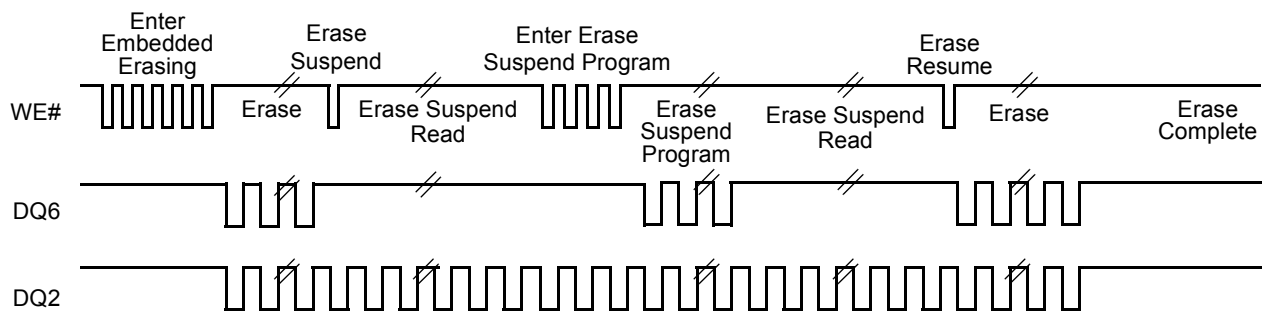 Enter
Embedded
Erasing
Erase
Suspend
Enter Erase
Suspend Program
Erase
Resume
WE#
Erase
Erase Suspend
Read
Erase
Suspend
Program
Erase Suspend
Read
Erase
Erase
Complete
DQ6
DQ2